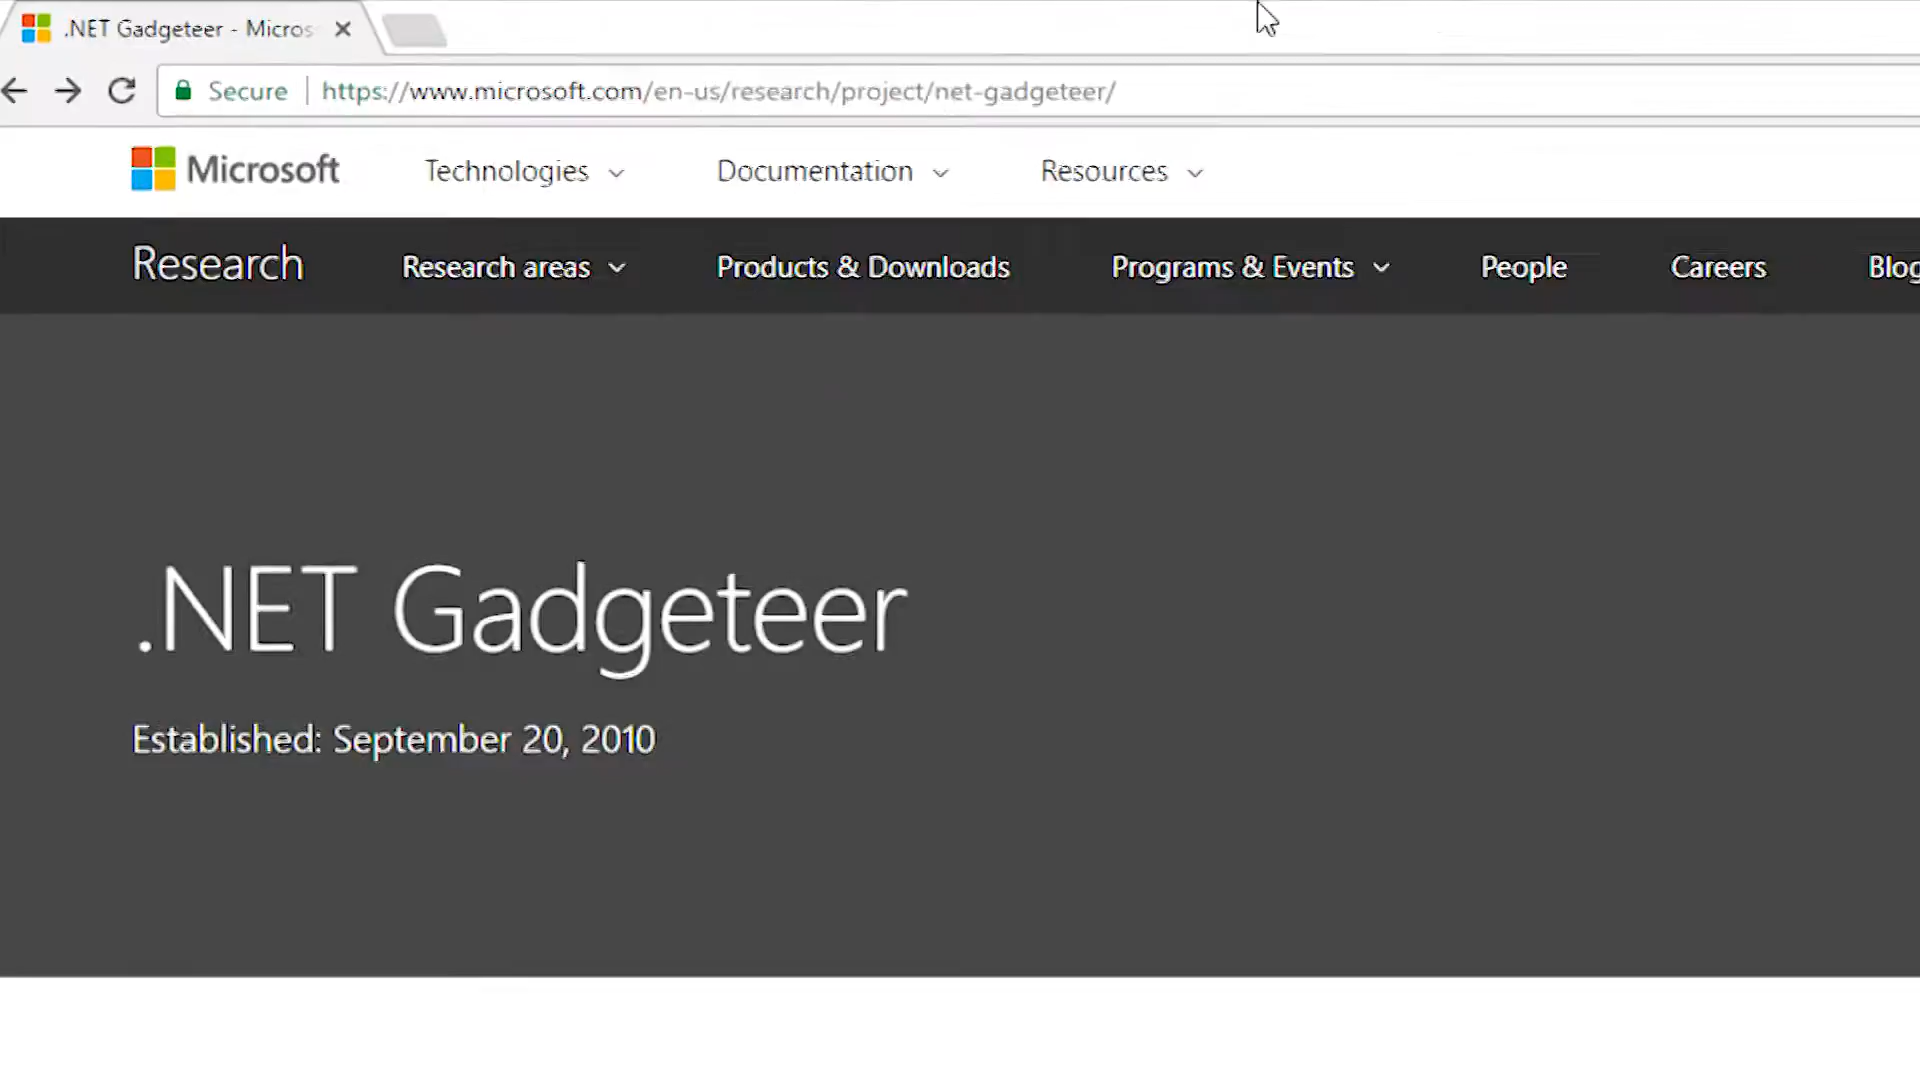 .NET Gadgeteer - Micros
Secure https://www.microsoft.com/en-us/research/project/net-gadgeteer/
Microsoft Technologies Documentation Resources
Research Research areas Products & Downloads Programs & Events People Careers Blog
.NET Gadgeteer
Established: September 20, 2010